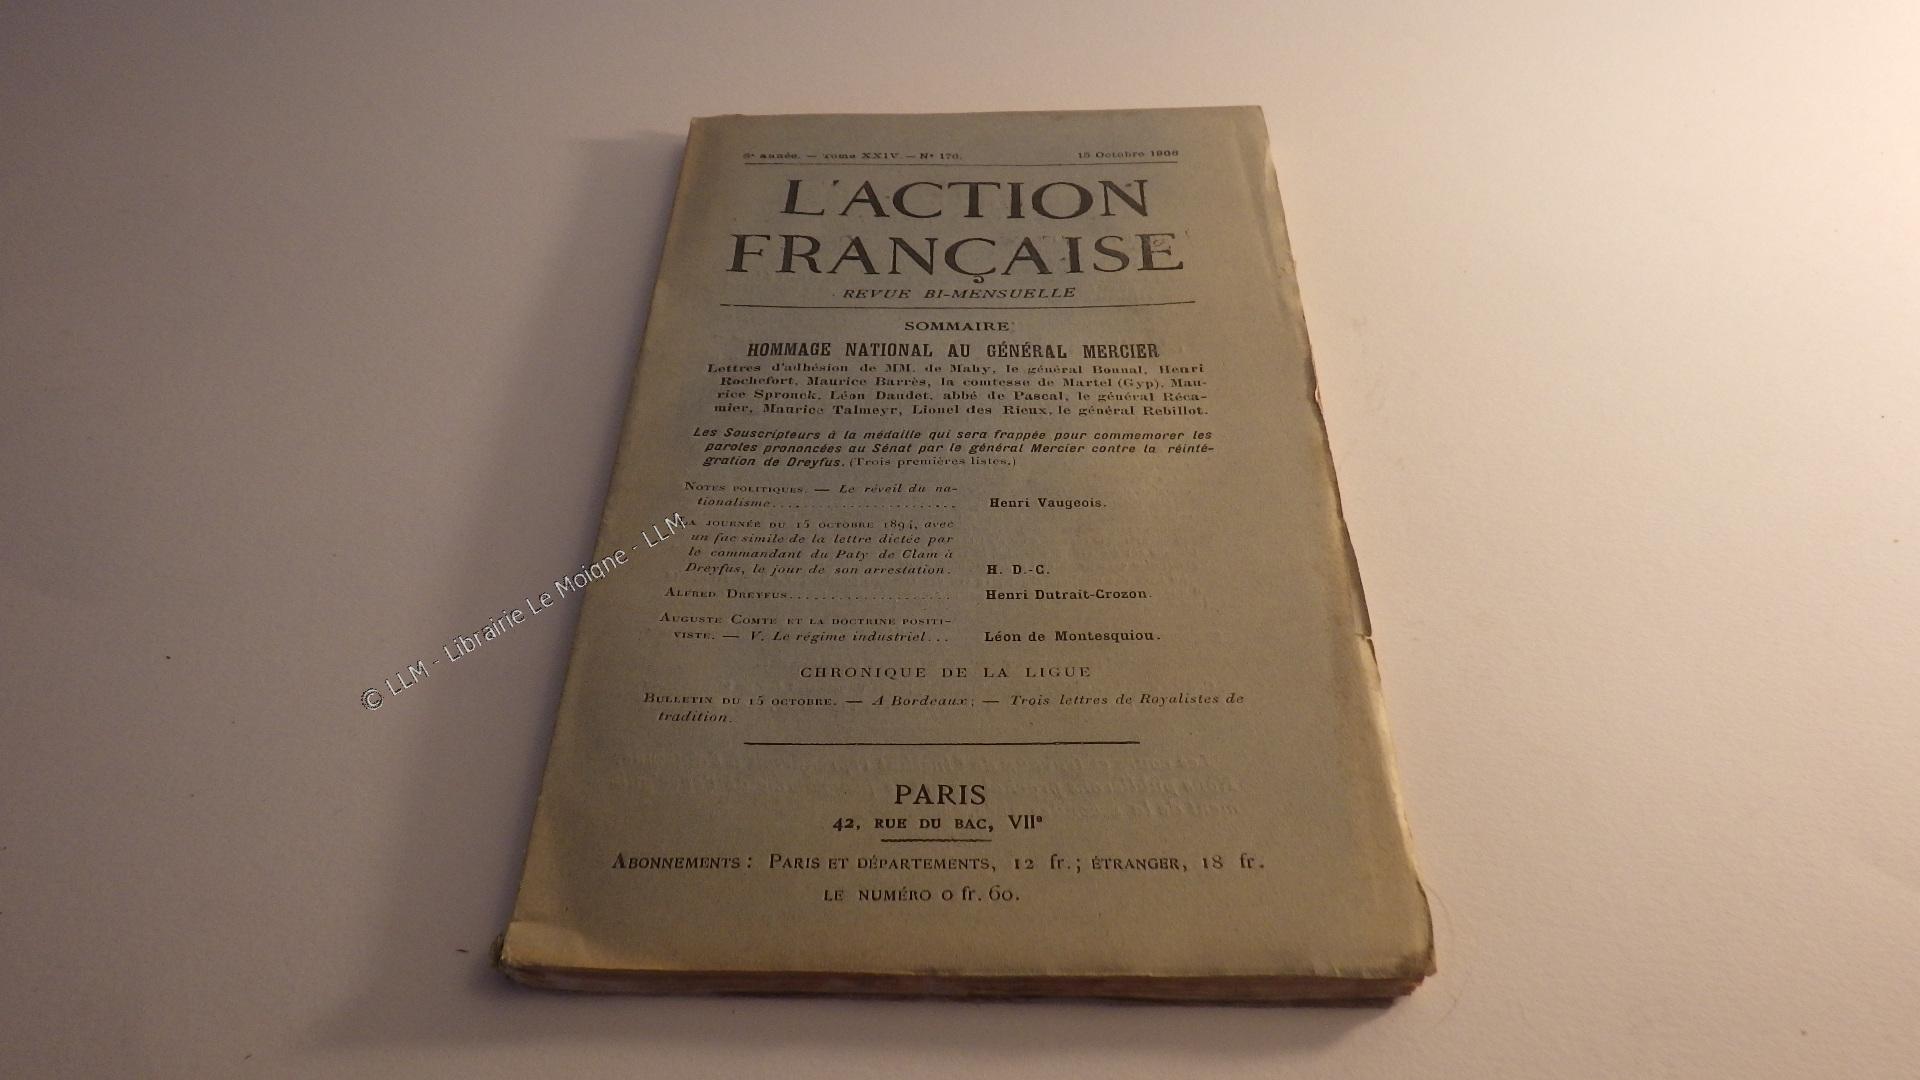 8e année. — Tome XXIV. — N° 176. 15 Octobre 1906
L'ACTION
FRANÇAISE
REVUE BI-MENSUELLE
SOMMAIRE
HOMMAGE NATIONAL AU GÉNÉRAL MERCIER
Lettres d'adhésion de MM. de Mahy, le général Bonnal, Henri
Rochefort, Maurice Barrès, la comtesse de Martel (Gyp), Mau-
rice Spronck, Léon Daudet, abbé de Pascal, le général Réca-
mier, Maurice Talmeyr, Lionel des Rieux, le général Rebillot.
Les Souscripteurs à la médaille qui sera frappée pour commemorer les
paroles prononcées au Sénat par le général Mercier contre la réinté-
gration de Dreyfus. (Trois premières listes.)
NOTES POLITIQUES. — Le réveil du na-
tionalisme....................... Henri Vaugeois.
LA JOURNÉE DU 15 OCTOBRE 1894, avec
un fac simile de la lettre dictée par
le commandant du Paty de Clam à
Dreyfus, le jour de son arrestation. H. D.-C.
ALFRED DREYFUS.................... Henri Dutrait-Crozon.
AUGUSTE COMTE ET LA DOCTRINE POSITI-
VISTE. — V. Le régime industriel... Léon de Montesquiou.
CHRONIQUE DE LA LIGUE
BULLETIN DU 15 OCTOBRE. — A Bordeaux; — Trois lettres de Royalistes de
tradition.
PARIS
42, RUE DU BAC, VIIe
ABONNEMENTS : PARIS ET DÉPARTEMENTS, 12 fr.; ÉTRANGER, 18 fr.
LE NUMÉRO 0 fr. 60.
© LLM - Librairie Le Moigne - LLM